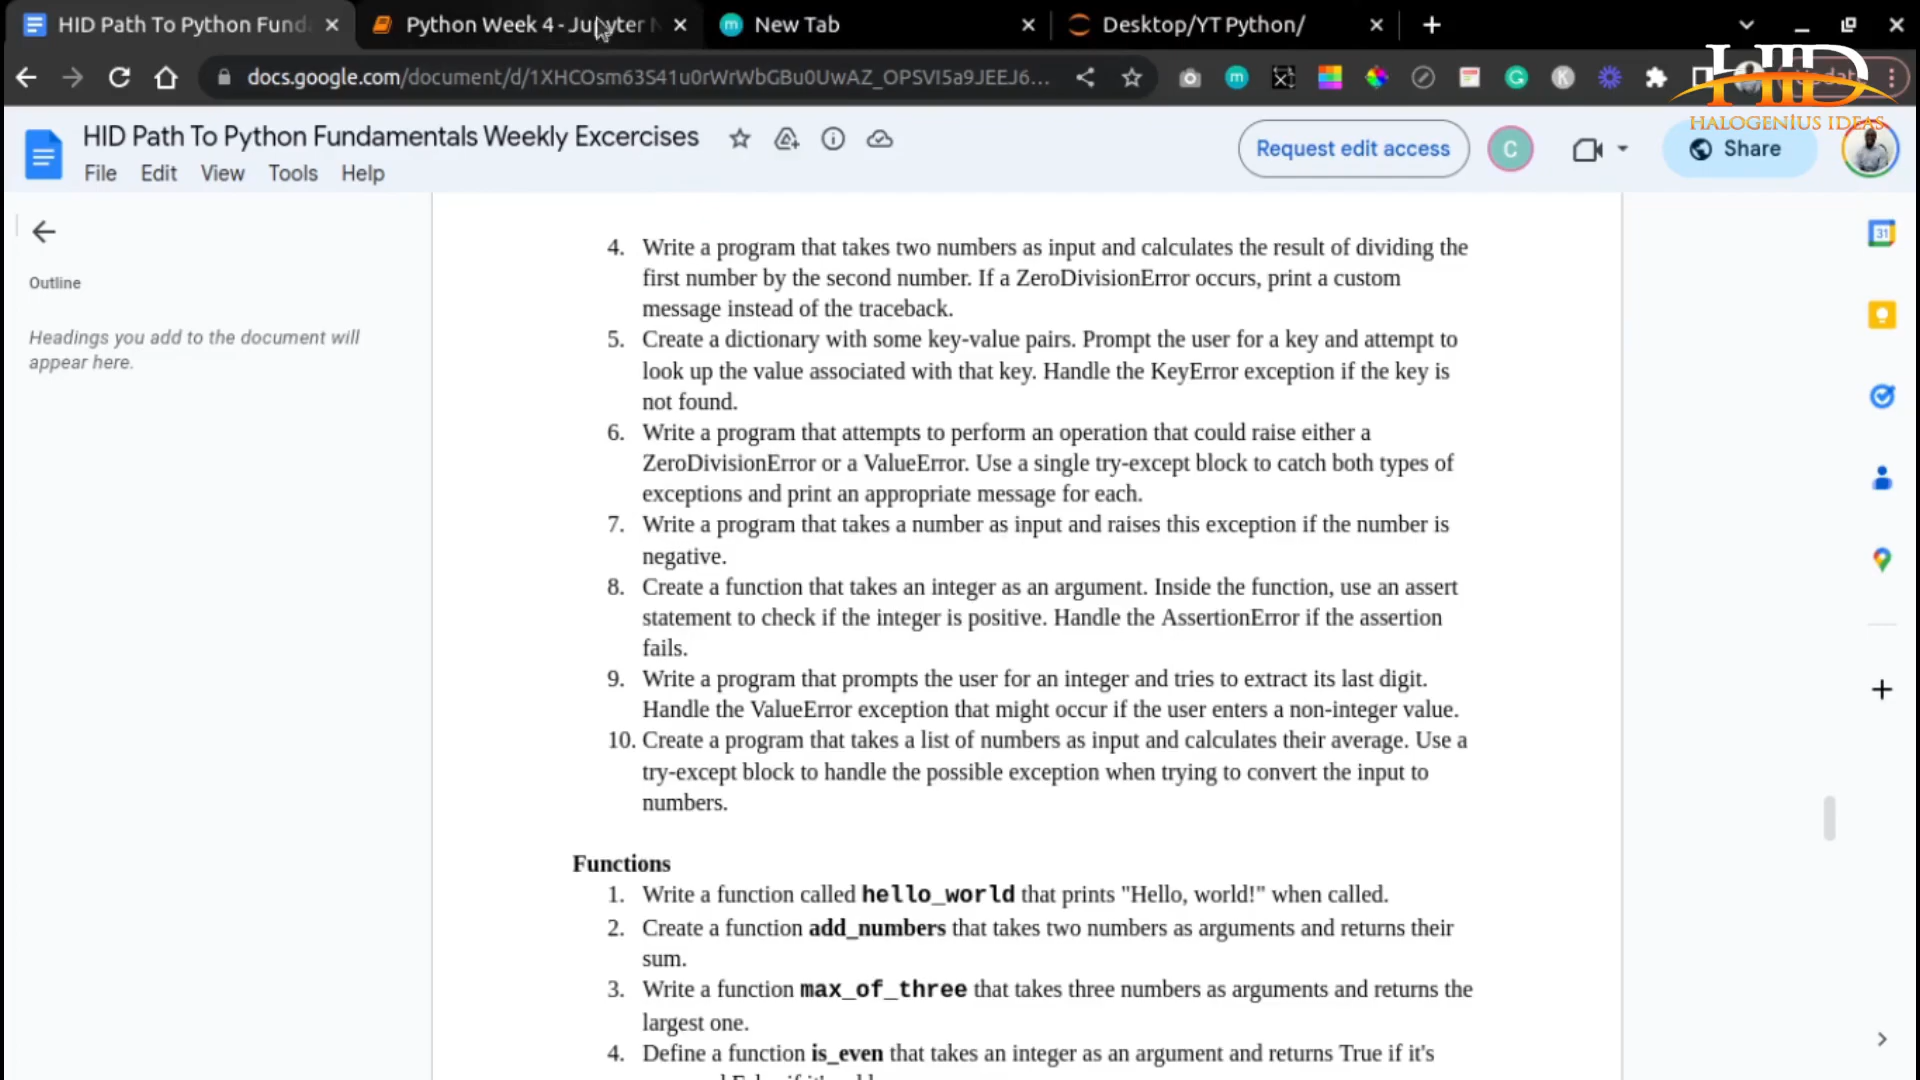 HID Path To Python Fund
Python Week 4 - Jupyter N
New Tab
Desktop/YT Python/
docs.google.com/document/d/1XHCOsm63S41u0rWrWbGBu0UwAZ_OPSVI5a9JEEJ6...
HID
HALOGENIUS IDEAS
HID Path To Python Fundamentals Weekly Excercises
Request edit access
C
Share
File Edit View Tools Help
31
Outline
Headings you add to the document will
appear here.
4. Write a program that takes two numbers as input and calculates the result of dividing the
first number by the second number. If a ZeroDivisionError occurs, print a custom
message instead of the traceback.
5. Create a dictionary with some key-value pairs. Prompt the user for a key and attempt to
look up the value associated with that key. Handle the KeyError exception if the key is
not found.
6. Write a program that attempts to perform an operation that could raise either a
ZeroDivisionError or a ValueError. Use a single try-except block to catch both types of
exceptions and print an appropriate message for each.
7. Write a program that takes a number as input and raises this exception if the number is
negative.
8. Create a function that takes an integer as an argument. Inside the function, use an assert
statement to check if the integer is positive. Handle the AssertionError if the assertion
fails.
9. Write a program that prompts the user for an integer and tries to extract its last digit.
Handle the ValueError exception that might occur if the user enters a non-integer value.
10. Create a program that takes a list of numbers as input and calculates their average. Use a
try-except block to handle the possible exception when trying to convert the input to
numbers.
Functions
1. Write a function called hello_world that prints "Hello, world!" when called.
2. Create a function add_numbers that takes two numbers as arguments and returns their
sum.
3. Write a function max_of_three that takes three numbers as arguments and returns the
largest one.
4. Define a function is_even that takes an integer as an argument and returns True if it's